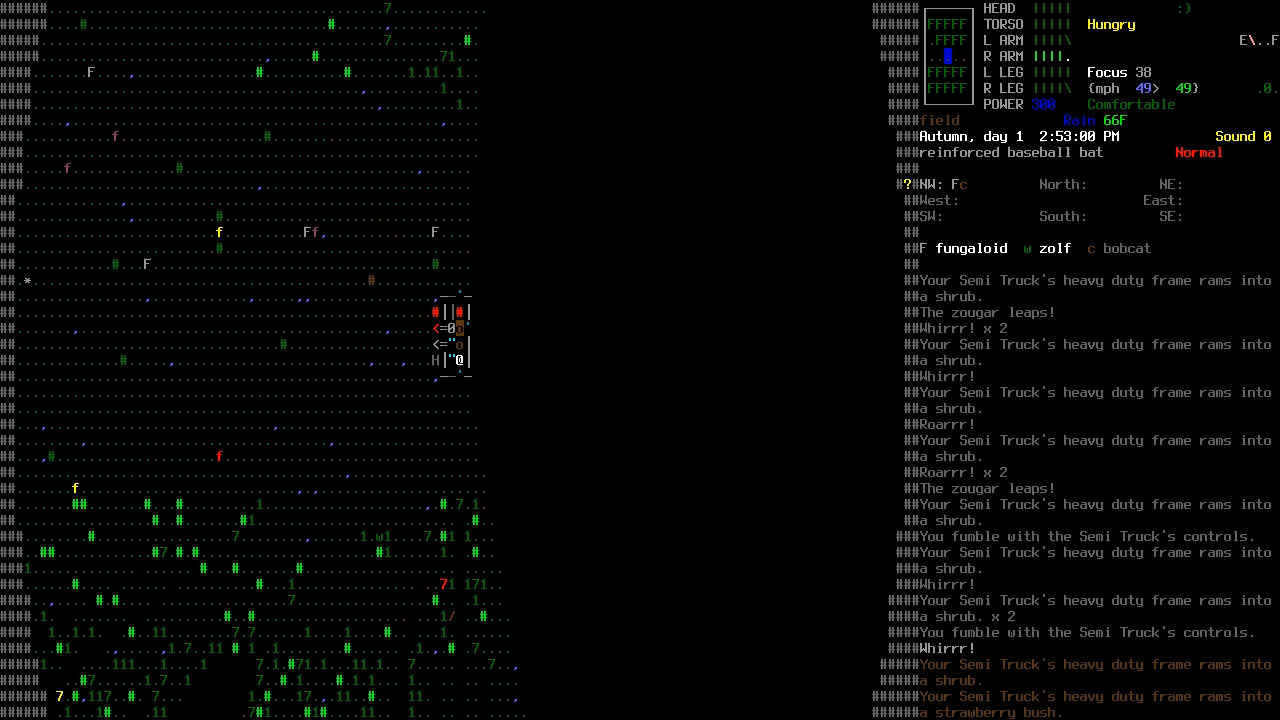 HEAD ||||| :)
TORSO ||||| Hungry
L ARM ||||\ E\..F
R ARM ||||.
L LEG ||||| Focus 38
R LEG ||||\ {mph 49> 49} .0.
POWER 300 Comfortable
field Rain 66F
Autumn, day 1 2:53:00 PM Sound 0
reinforced baseball bat Normal
NW: Fc North: NE:
West: East:
SW: South: SE:
F fungaloid w zolf c bobcat
Your Semi Truck's heavy duty frame rams into
a shrub.
The zougar leaps!
Whirrr! x 2
Your Semi Truck's heavy duty frame rams into
a shrub.
Whirrr!
Your Semi Truck's heavy duty frame rams into
a shrub.
Roarrr!
Your Semi Truck's heavy duty frame rams into
a shrub.
Roarrr! x 2
The zougar leaps!
Your Semi Truck's heavy duty frame rams into
a shrub.
You fumble with the Semi Truck's controls.
Your Semi Truck's heavy duty frame rams into
a shrub.
Whirrr!
Your Semi Truck's heavy duty frame rams into
a shrub. x 2
You fumble with the Semi Truck's controls.
Whirrr!
Your Semi Truck's heavy duty frame rams into
a shrub.
Your Semi Truck's heavy duty frame rams into
a strawberry bush.